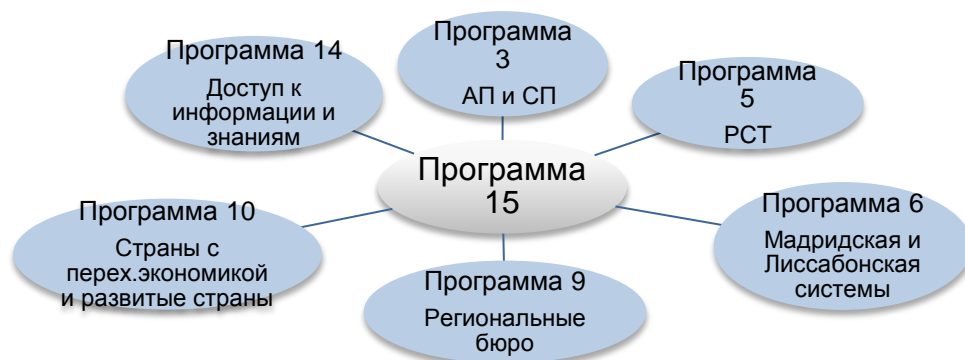 Программа 14
Доступ к
информации и
знаниям
Программа
3
АП и СП
Программа
5
РСТ
Программа
15
Программа 10
Страны с
перех.экономикой
и развитые страны
Программа 9
Региональные
бюро
Программа 6
Мадридская и
Лиссабонская
системы